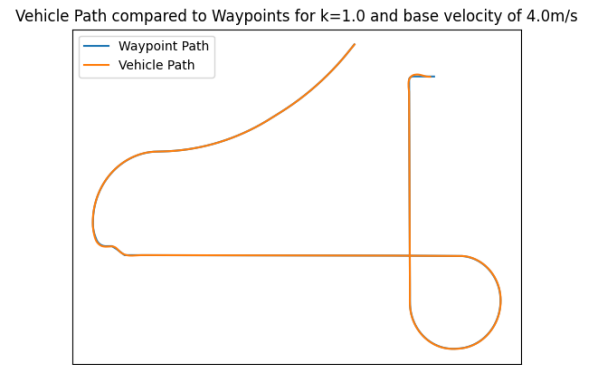 Vehicle Path compared to Waypoints for k=1.0 and base velocity of 4.0m/s
Waypoint Path
Vehicle Path